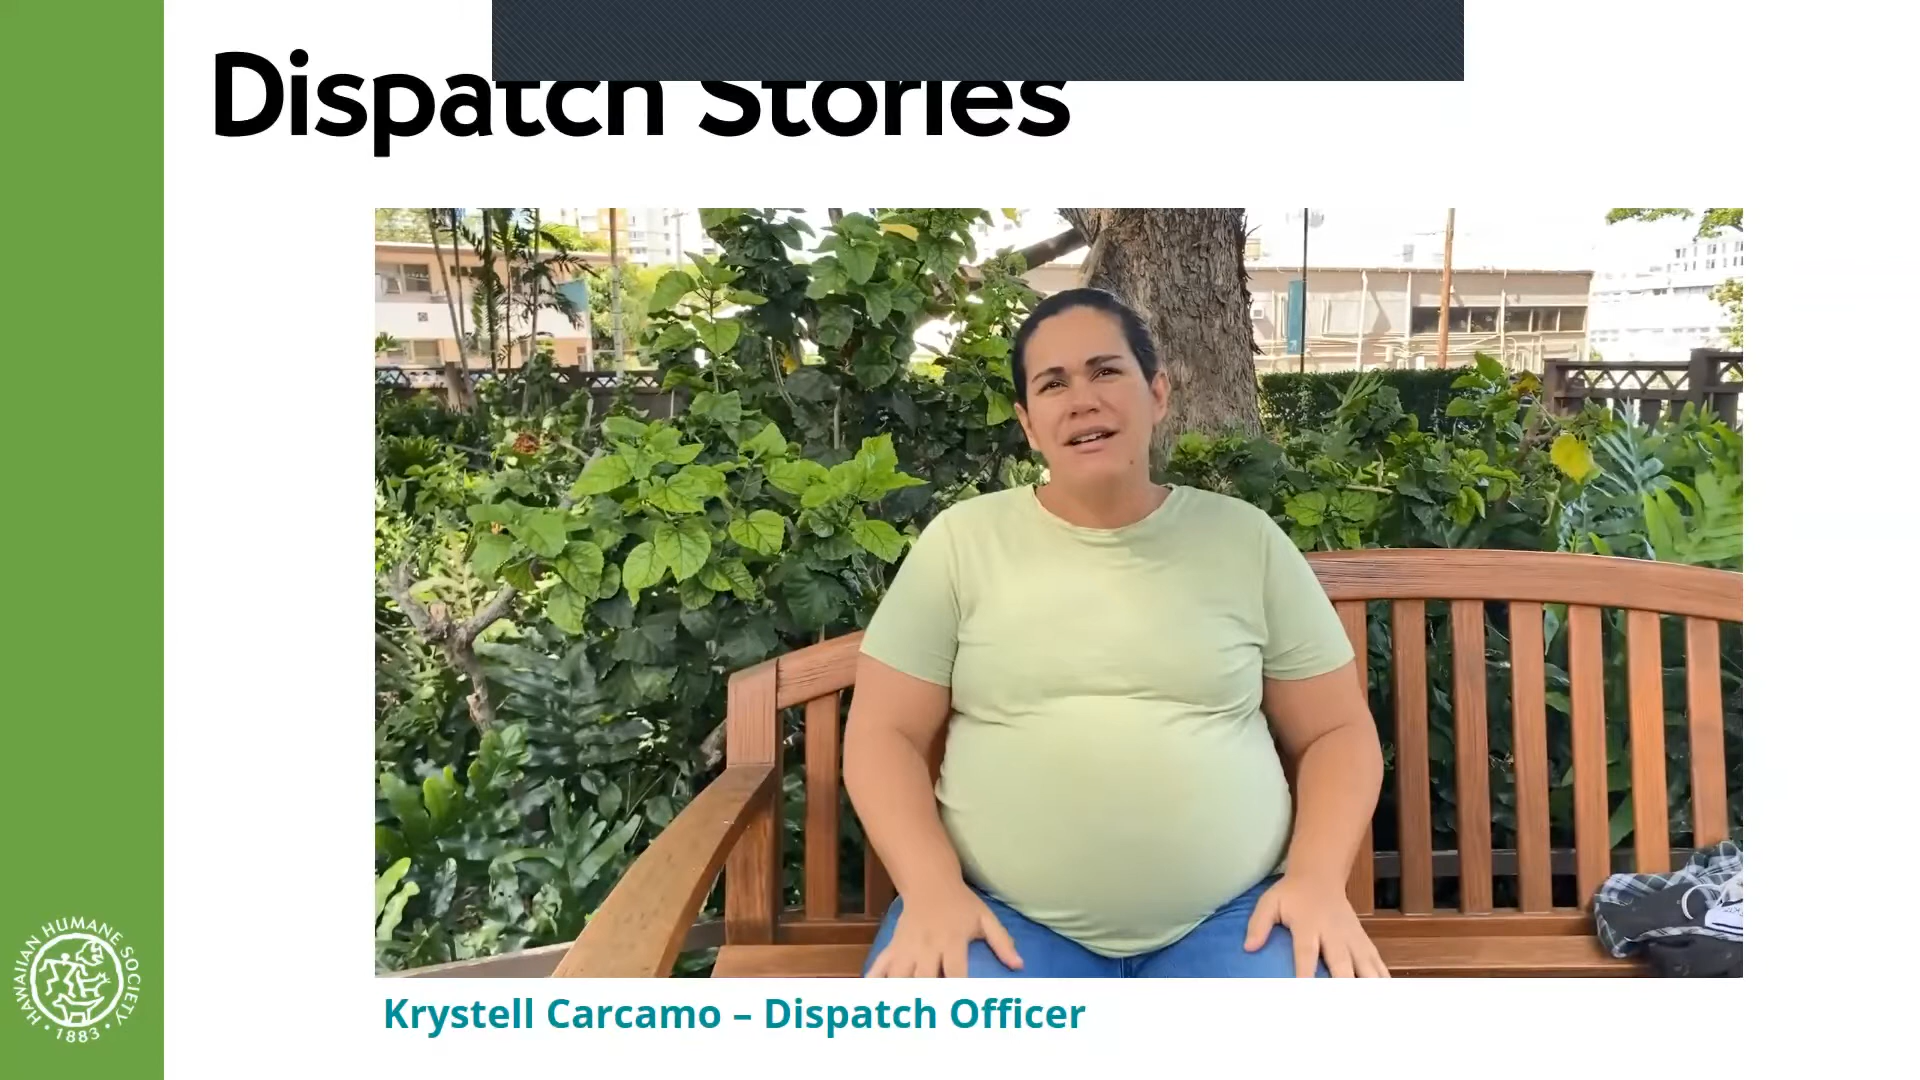 Dispatch Stories
Krystell Carcamo – Dispatch Officer
HAWAIIAN HUMANE SOCIETY
• 1883 •